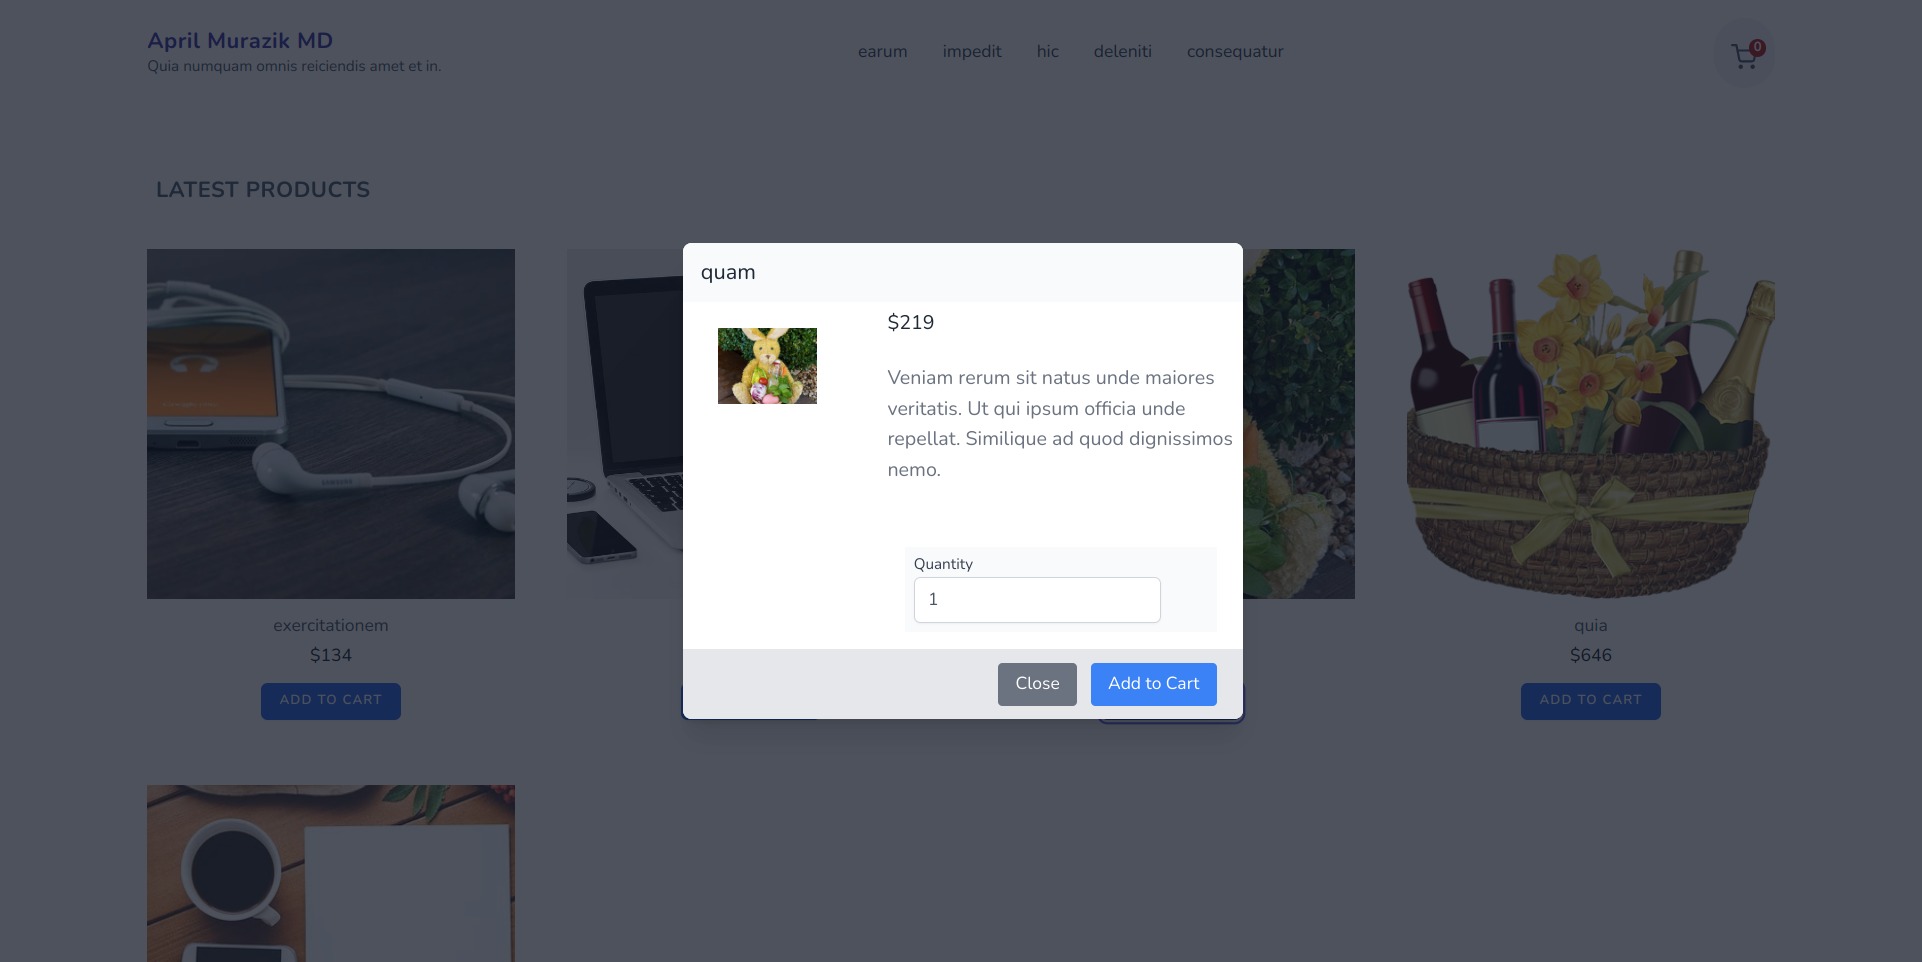 April Murazik MD
Quia numquam omnis reiciendis amet et in.
earum
impedit
hic
deleniti
consequatur
0
LATEST PRODUCTS
quam
$219
Veniam rerum sit natus unde maiores
veritatis. Ut qui ipsum officia unde
repellat. Similique ad quod dignissimos
nemo.
Quantity
1
Close
Add to Cart
SAMSUNG
exercitationem
$134
ADD TO CART
quia
$646
ADD TO CART